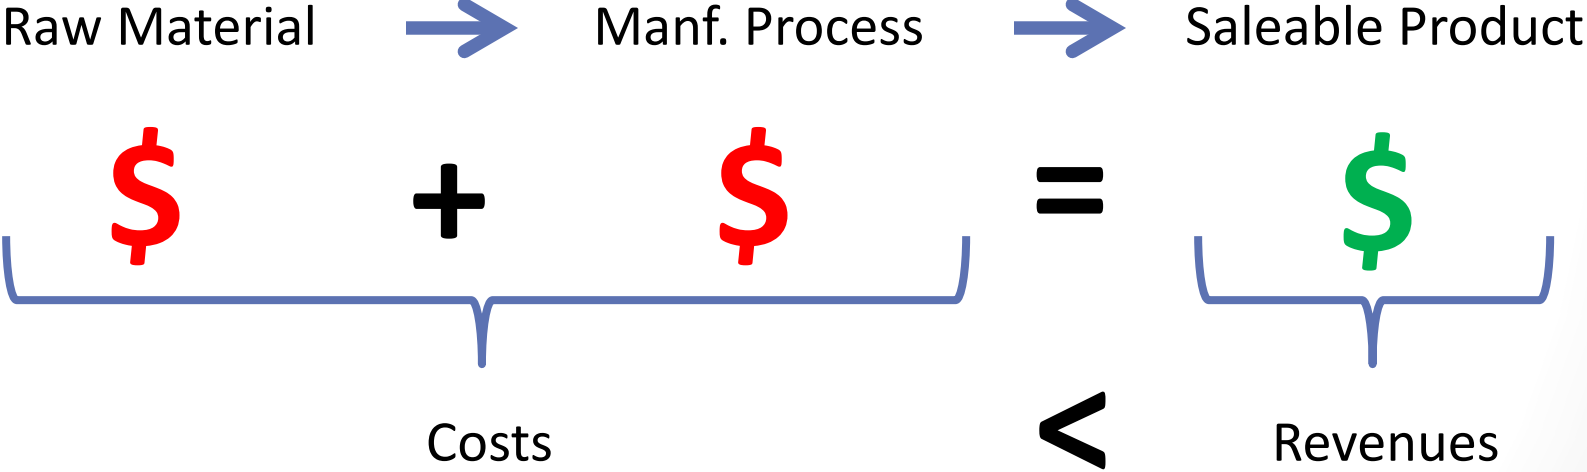 Raw Material Manf. Process Saleable Product
$ + $ = $
Costs < Revenues